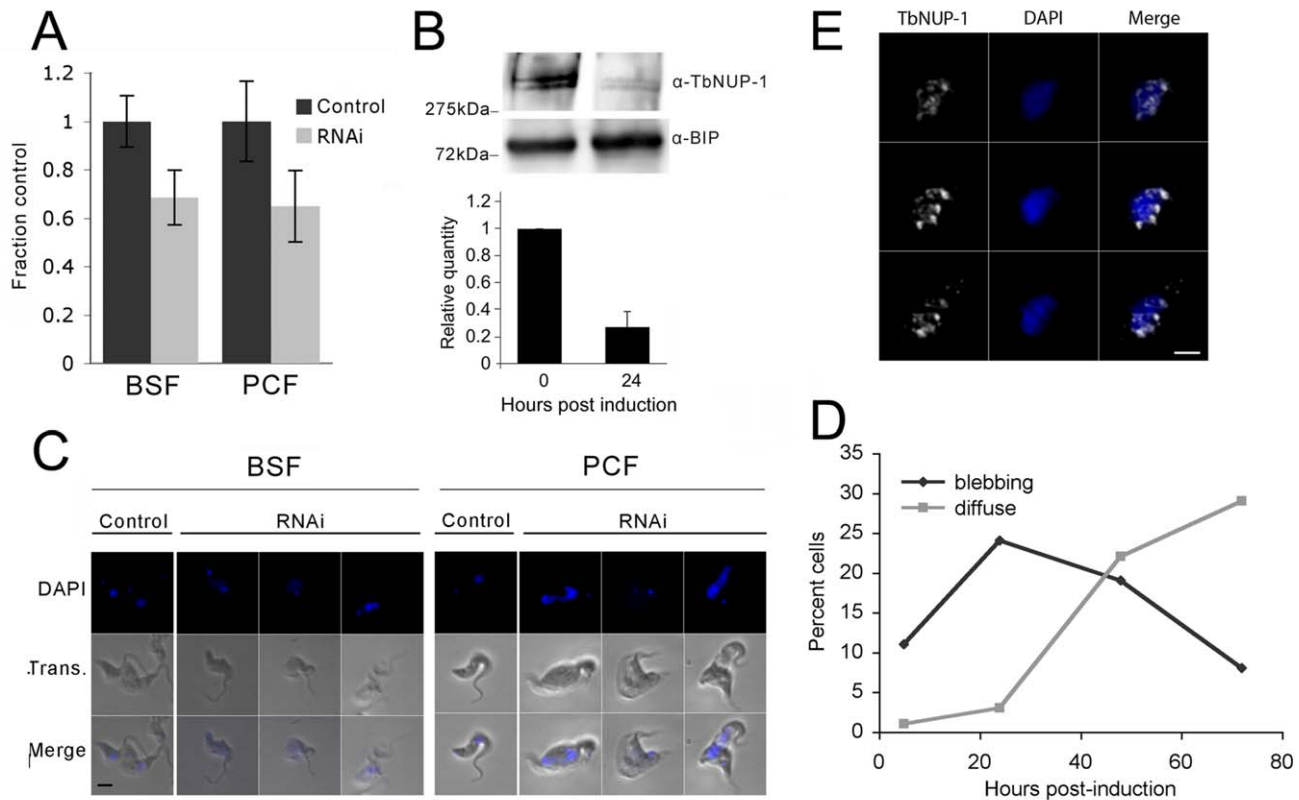 A
Fraction control
1.2
1
0.8
0.6
0.4
0.2
0
Control
RNAi
BSF
PCF
B
275kDa–
72kDa–
α-TbNUP-1
α-BIP
Relative quantity
1.2
1
0.8
0.6
0.4
0.2
0
0
24
Hours post induction
E
TbNUP-1
DAPI
Merge
C
BSF
PCF
Control
RNAi
Control
RNAi
DAPI
Trans.
Merge
D
Percent cells
35
30
25
20
15
10
5
0
blebbing
diffuse
0
20
40
60
80
Hours post-induction